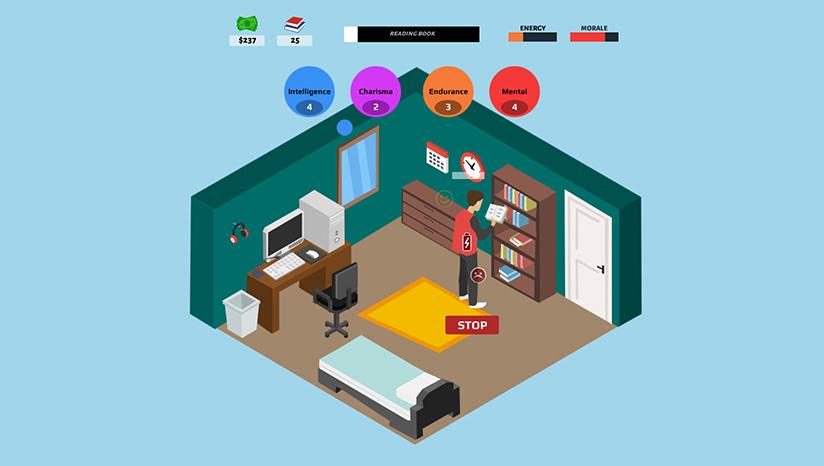 $237
25
READING BOOK
ENERGY
MORALE
Intelligence
4
Charisma
2
Endurance
3
Mental
4
STOP